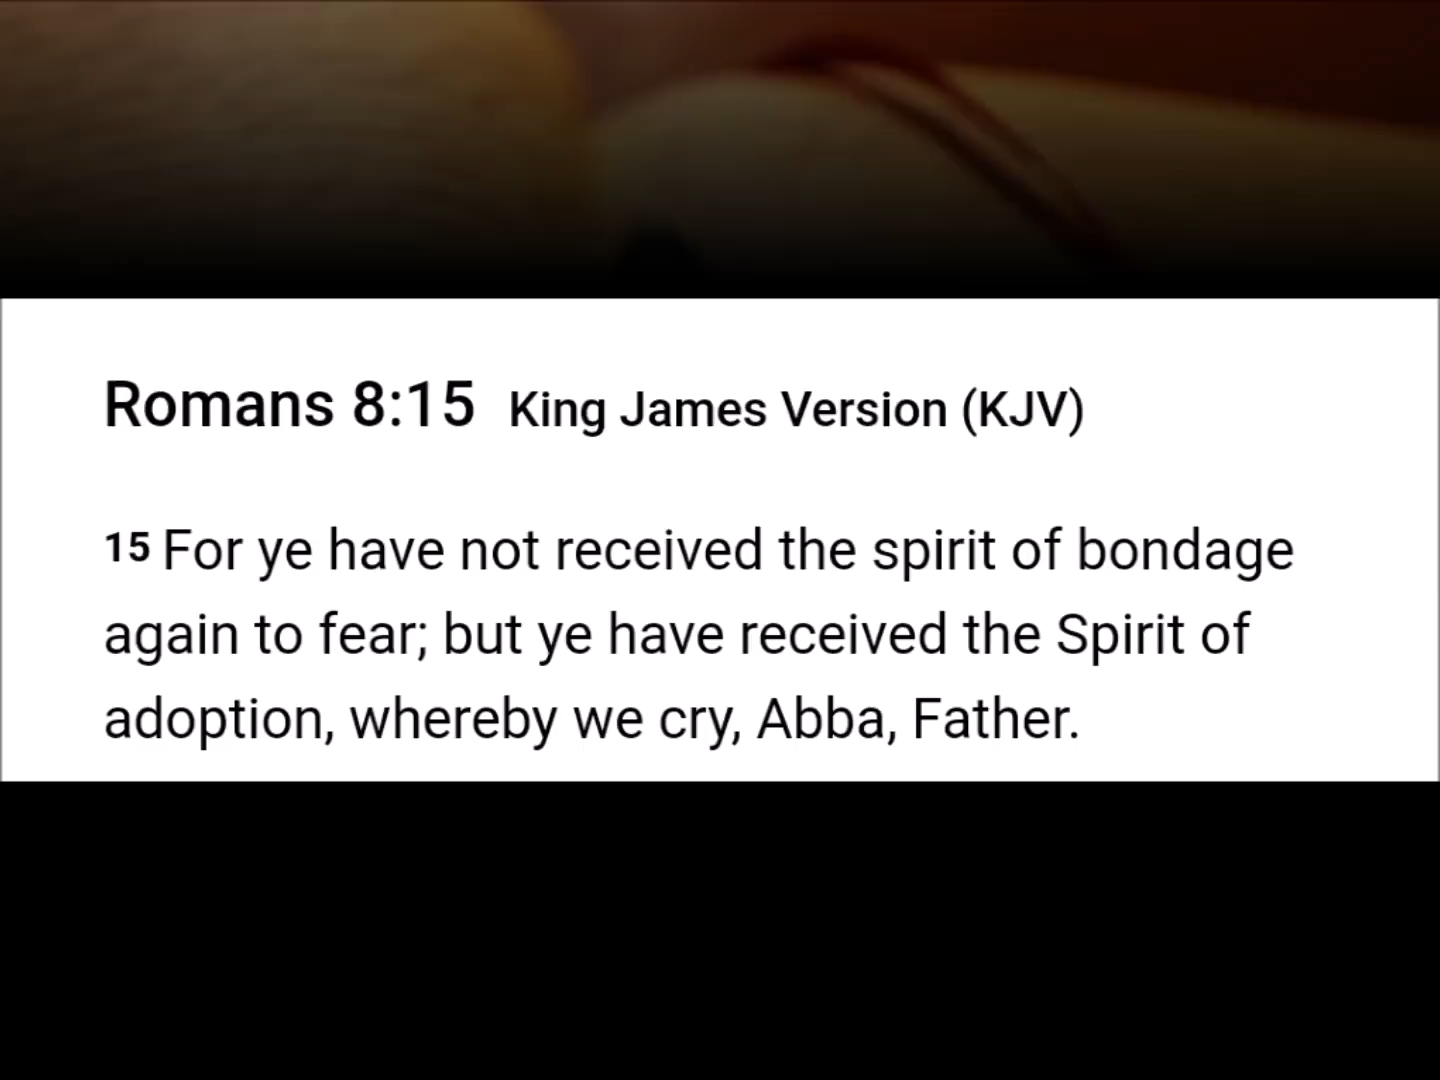 Romans 8:15 King James Version (KJV)
15 For ye have not received the spirit of bondage
again to fear; but ye have received the Spirit of
adoption, whereby we cry, Abba, Father.